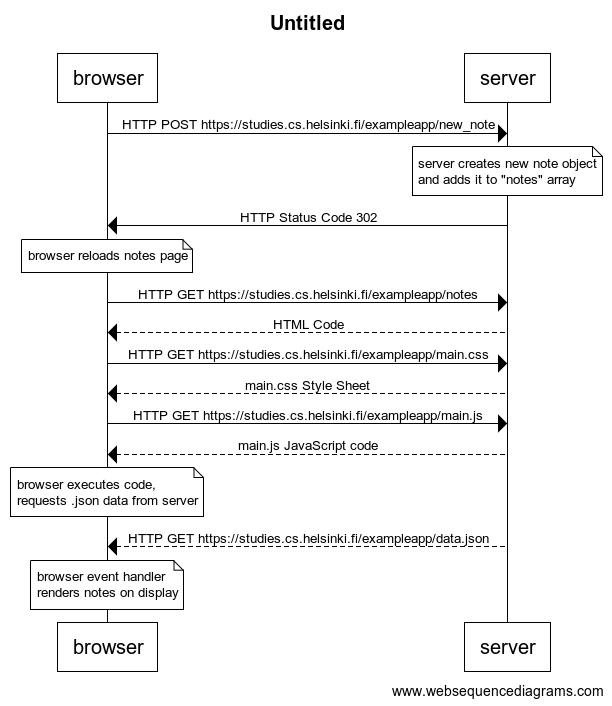 Untitled
browser
server
HTTP POST https://studies.cs.helsinki.fi/exampleapp/new_note
server creates new note object
and adds it to "notes" array
HTTP Status Code 302
browser reloads notes page
HTTP GET https://studies.cs.helsinki.fi/exampleapp/notes
HTML Code
HTTP GET https://studies.cs.helsinki.fi/exampleapp/main.css
main.css Style Sheet
HTTP GET https://studies.cs.helsinki.fi/exampleapp/main.js
main.js JavaScript code
browser executes code,
requests .json data from server
HTTP GET https://studies.cs.helsinki.fi/exampleapp/data.json
browser event handler
renders notes on display
browser
server
www.websequencediagrams.com